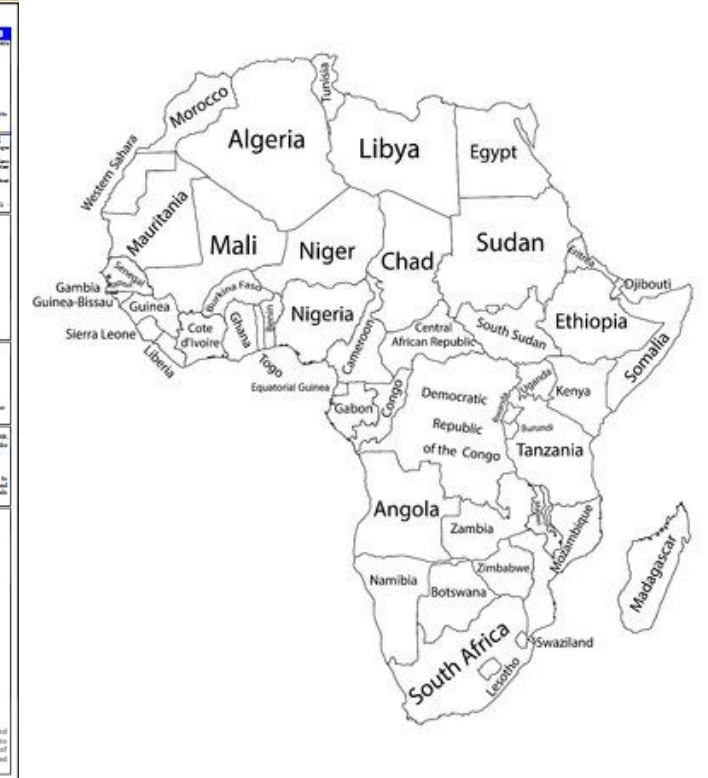 Tunisia
Morocco
Algeria
Libya
Egypt
Western Sahara
Mauritania
Mali
Niger
Chad
Sudan
Eritrea
Djibouti
Senegal
Gambia
Guinea-Bissau
Guinea
Sierra Leone
Liberia
Cote
d'Ivoire
Burkina Faso
Ghana
Togo
Benin
Nigeria
Cameroon
Central
African Republic
South Sudan
Ethiopia
Somalia
Equatorial Guinea
Gabon
Congo
Democratic
Republic
of the Congo
Uganda
Kenya
Rwanda
Burundi
Tanzania
Angola
Zambia
Malawi
Mozambique
Madagascar
Namibia
Botswana
Zimbabwe
South Africa
Swaziland
Lesotho